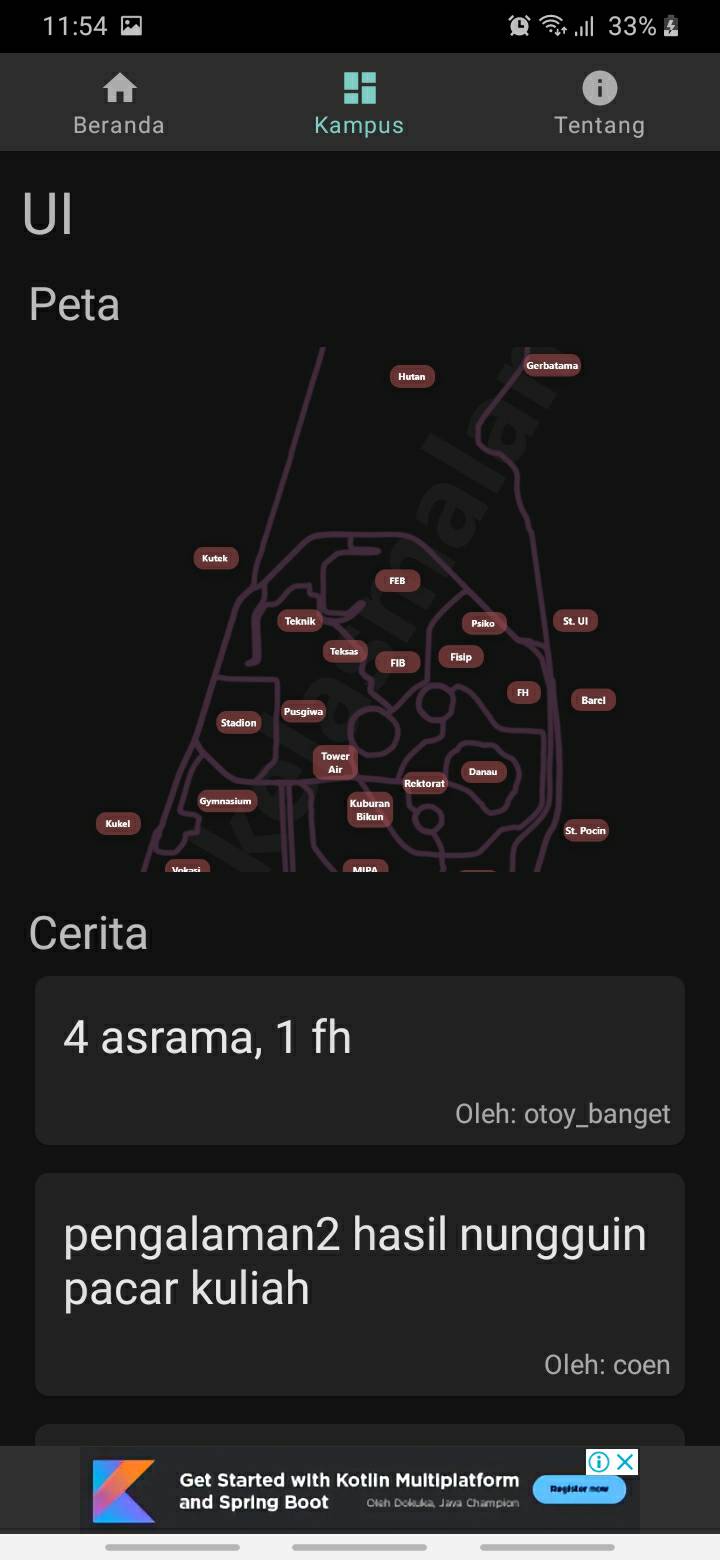 11:54
33%
Beranda
Kampus
Tentang
UI
Peta
Gerbatama
Hutan
Kutek
FEB
Teknik
Psiko
St. UI
Teksas
FIB
Fisip
FH
Barel
Pusgiwa
Stadion
Tower
Air
Danau
Rektorat
Gymnasium
Kuburan
Bikun
Kukel
St. Pocin
Vokasi
MIPA
kelasmalam
Cerita
4 asrama, 1 fh
Oleh: otoy_banget
pengalaman2 hasil nungguin
pacar kuliah
Oleh: coen
Get Started with Kotlin Multiplatform
and Spring Boot
Oleh Dokuka, Java Champion
Register now